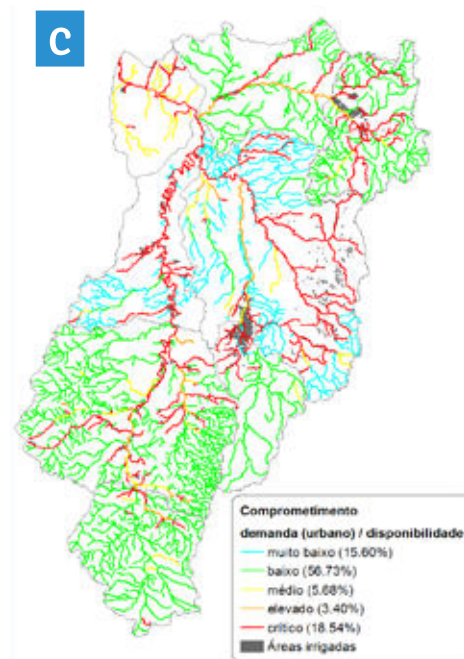 C
Comprometimento
demanda (urbano) / disponibilidade
muito baixo (15.60%)
baixo (56.73%)
médio (5.68%)
elevado (3.40%)
crítico (18.54%)
Áreas irrigadas